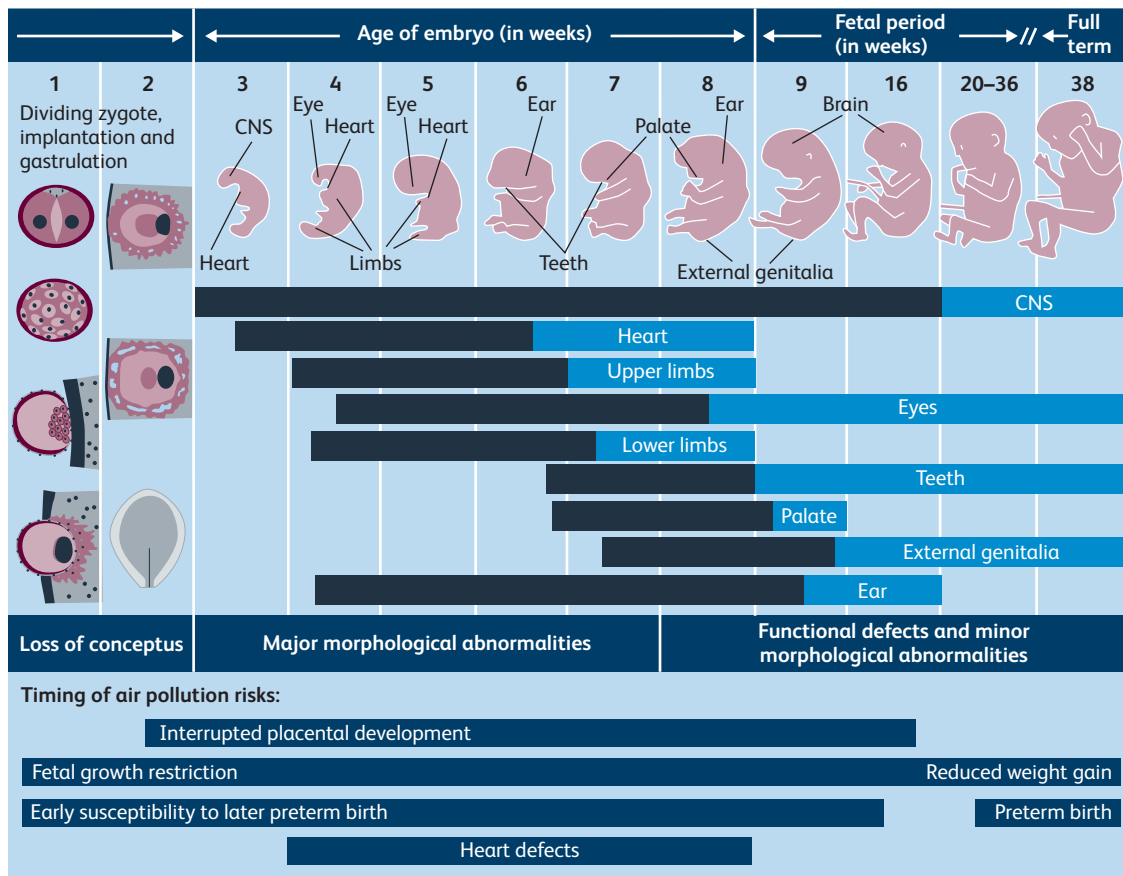 Age of embryo (in weeks)
Fetal period
(in weeks)
Full
term
1 2 3 4 5 6 7 8 9 16 20–36 38
Dividing zygote,
implantation and
gastrulation
CNS
Heart
Eye
Heart
Eye
Heart
Limbs
Ear
Teeth
Palate
Ear
External genitalia
Brain
CNS
Heart
Upper limbs
Eyes
Lower limbs
Teeth
Palate
External genitalia
Ear
Loss of conceptus
Major morphological abnormalities
Functional defects and minor
morphological abnormalities
Timing of air pollution risks:
Interrupted placental development
Fetal growth restriction Reduced weight gain
Early susceptibility to later preterm birth Preterm birth
Heart defects